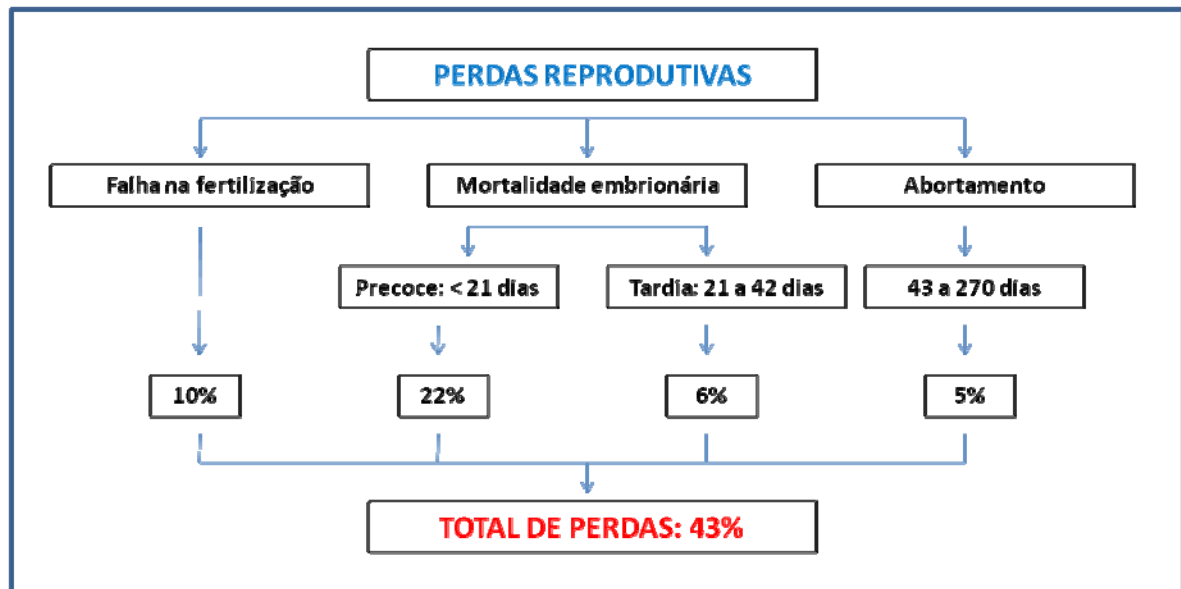 PERDAS REPRODUTIVAS
Falha na fertilização
Mortalidade embrionária
Abortamento
Precoce: < 21 dias
Tardia: 21 a 42 dias
43 a 270 dias
10%
22%
6%
5%
TOTAL DE PERDAS: 43%